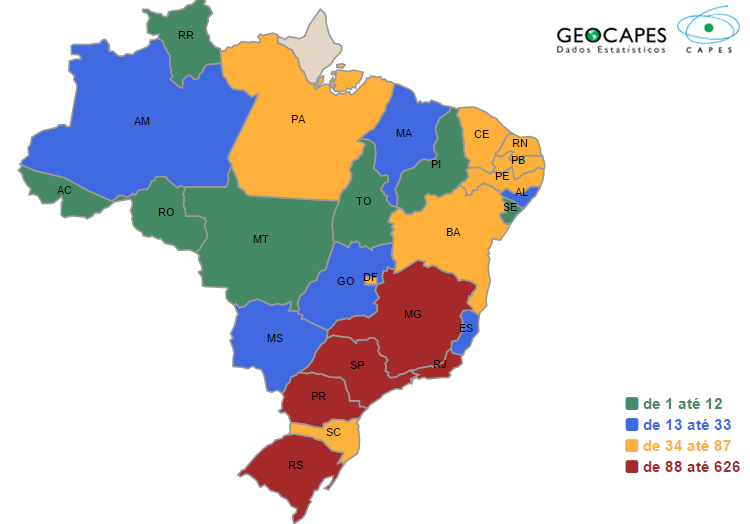 RR
GEOCAPES
Dados Estatísticos
CAPES
AM
PA
MA
CE
RN
PB
PI
PE
AC
AL
TO
SE
RO
BA
MT
DF
GO
MG
ES
MS
SP
RJ
PR
SC
RS
de 1 até 12
de 13 até 33
de 34 até 87
de 88 até 626